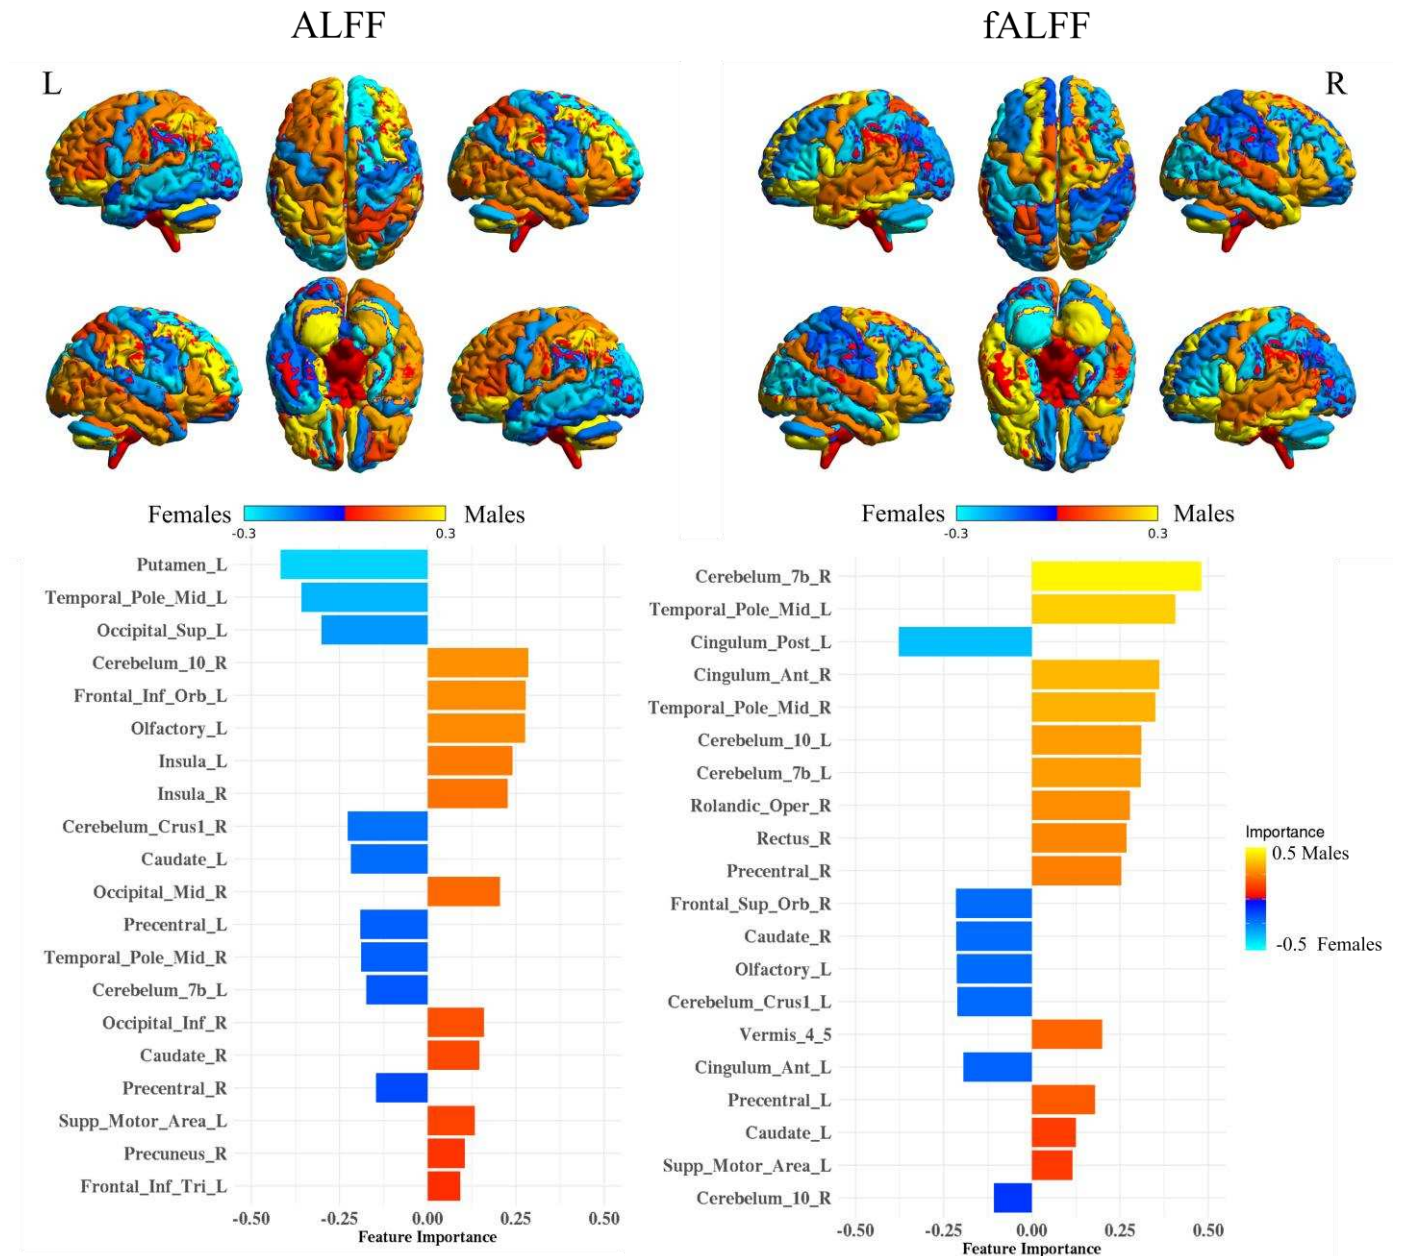 ALFF
fALFF
L
R
Females
Males
-0.3
0.3
Females
Males
-0.3
0.3
Putamen_L
Temporal_Pole_Mid_L
Occipital_Sup_L
Cerebelum_10_R
Frontal_Inf_Orb_L
Olfactory_L
Insula_L
Insula_R
Cerebelum_Crus1_R
Caudate_L
Occipital_Mid_R
Precentral_L
Temporal_Pole_Mid_R
Cerebelum_7b_L
Occipital_Inf_R
Caudate_R
Precentral_R
Supp_Motor_Area_L
Precuneus_R
Frontal_Inf_Tri_L
-0.50 -0.25 0.00 0.25 0.50
Feature Importance
Cerebelum_7b_R
Temporal_Pole_Mid_L
Cingulum_Post_L
Cingulum_Ant_R
Temporal_Pole_Mid_R
Cerebelum_10_L
Cerebelum_7b_L
Rolandic_Oper_R
Rectus_R
Precentral_R
Frontal_Sup_Orb_R
Caudate_R
Olfactory_L
Cerebelum_Crus1_L
Vermis_4_5
Cingulum_Ant_L
Precentral_L
Caudate_L
Supp_Motor_Area_L
Cerebelum_10_R
-0.50 -0.25 0.00 0.25 0.50
Feature Importance
Importance
0.5 Males
-0.5 Females